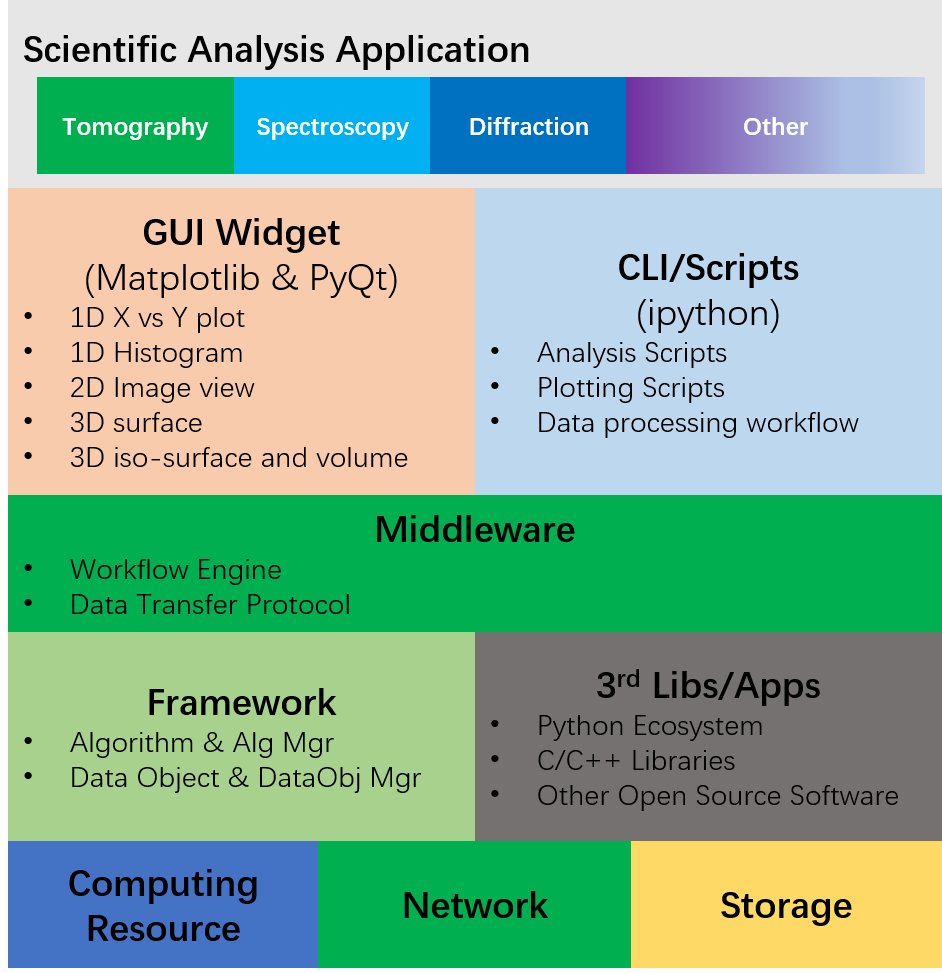 Scientific Analysis Application
Tomography Spectroscopy Diffraction Other
GUI Widget
(Matplotlib & PyQt)
• 1D X vs Y plot
• 1D Histogram
• 2D Image view
• 3D surface
• 3D iso-surface and volume
CLI/Scripts
(ipython)
• Analysis Scripts
• Plotting Scripts
• Data processing workflow
Middleware
• Workflow Engine
• Data Transfer Protocol
Framework
• Algorithm & Alg Mgr
• Data Object & DataObj Mgr
3rd Libs/Apps
• Python Ecosystem
• C/C++ Libraries
• Other Open Source Software
Computing
Resource
Network
Storage